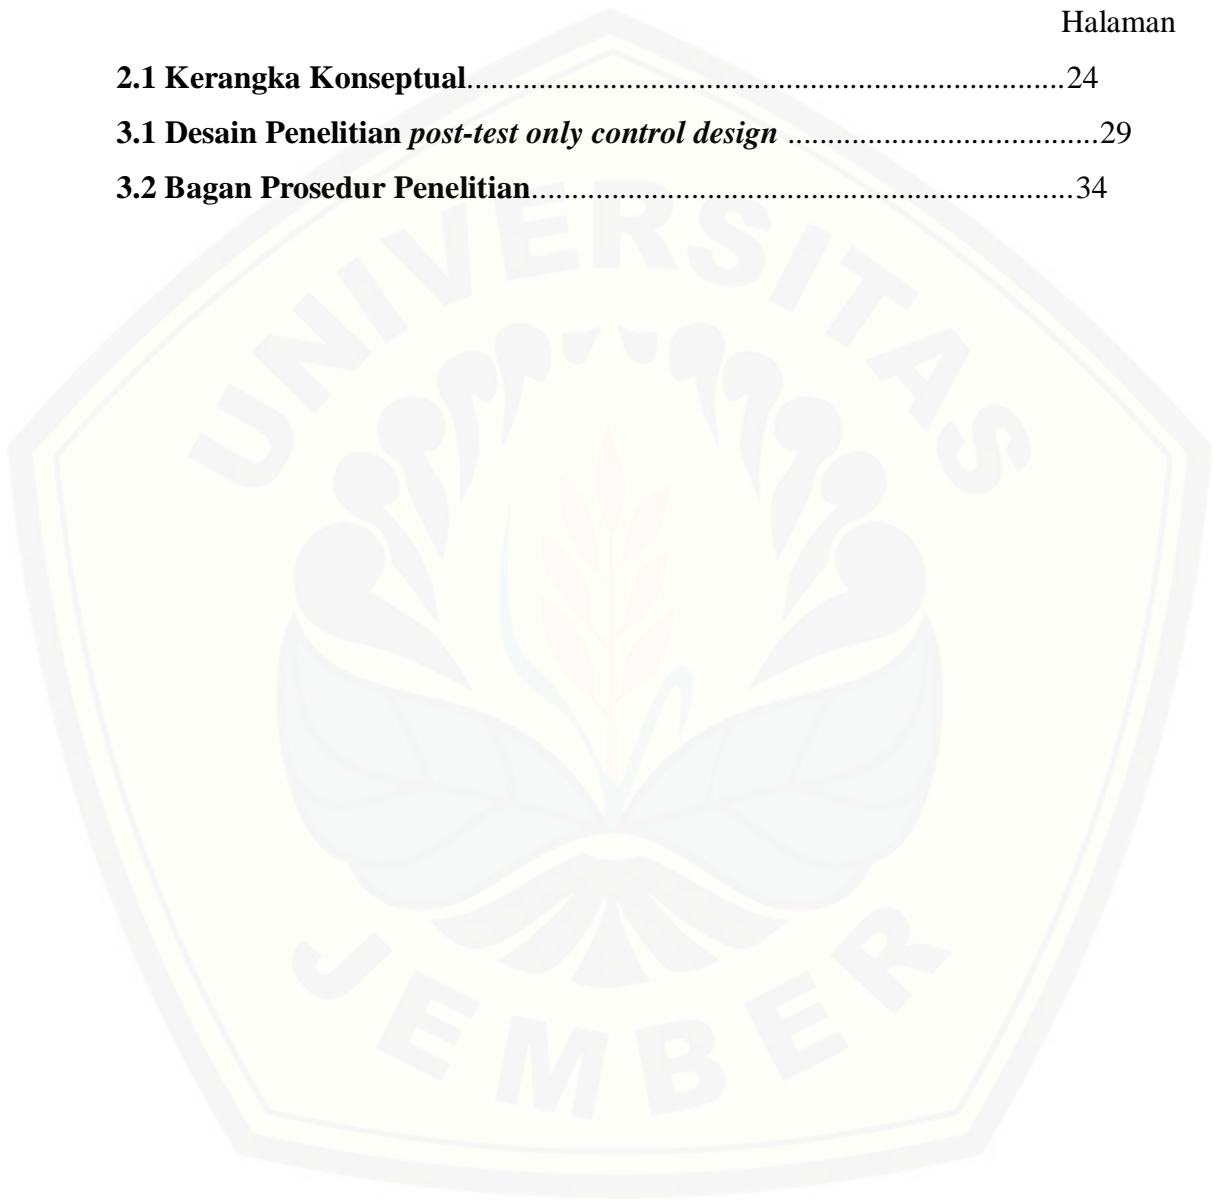 Halaman
2.1 Kerangka Konseptual.........................................................................24
3.1 Desain Penelitian post-test only control design ......................................29
3.2 Bagan Prosedur Penelitian..................................................................34
UNIVERSITAS
JEMBER